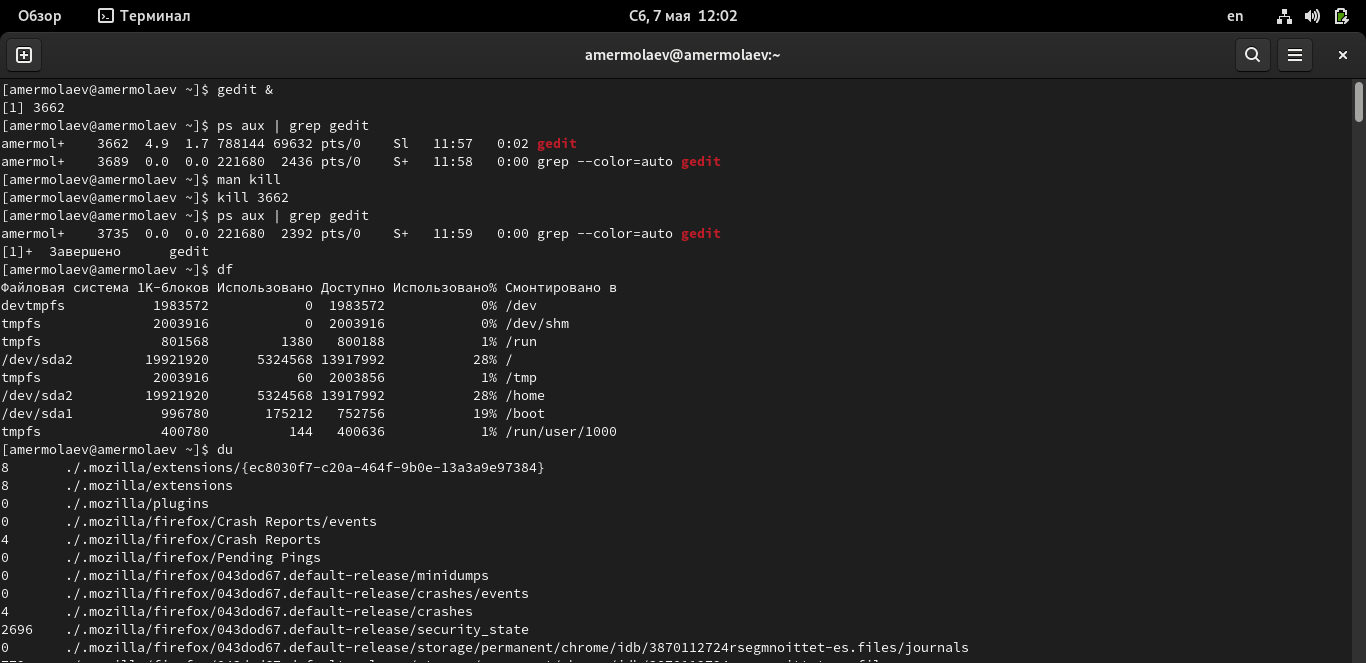 Обзор Терминал Сб, 7 мая 12:02 en
amermolaev@amermolaev:~
[amermolaev@amermolaev ~]$ gedit &
[1] 3662
[amermolaev@amermolaev ~]$ ps aux | grep gedit
amermol+    3662  4.9  1.7 788144 69632 pts/0    Sl   11:57   0:02 gedit
amermol+    3689  0.0  0.0 221680  2436 pts/0    S+   11:58   0:00 grep --color=auto gedit
[amermolaev@amermolaev ~]$ man kill
[amermolaev@amermolaev ~]$ kill 3662
[amermolaev@amermolaev ~]$ ps aux | grep gedit
amermol+    3735  0.0  0.0 221680  2392 pts/0    S+   11:59   0:00 grep --color=auto gedit
[1]+  Завершено      gedit
[amermolaev@amermolaev ~]$ df
Файловая система 1K-блоков Использовано Доступно Использовано% Смонтировано в
devtmpfs           1983572            0  1983572            0% /dev
tmpfs              2003916            0  2003916            0% /dev/shm
tmpfs               801568         1380   800188            1% /run
/dev/sda2         19921920      5324568 13917992           28% /
tmpfs              2003916           60  2003856            1% /tmp
/dev/sda2         19921920      5324568 13917992           28% /home
/dev/sda1           996780       175212   752756           19% /boot
tmpfs               400780          144   400636            1% /run/user/1000
[amermolaev@amermolaev ~]$ du
8       ./.mozilla/extensions/{ec8030f7-c20a-464f-9b0e-13a3a9e97384}
8       ./.mozilla/extensions
0       ./.mozilla/plugins
0       ./.mozilla/firefox/Crash Reports/events
4       ./.mozilla/firefox/Crash Reports
0       ./.mozilla/firefox/Pending Pings
0       ./.mozilla/firefox/043dod67.default-release/minidumps
0       ./.mozilla/firefox/043dod67.default-release/crashes/events
4       ./.mozilla/firefox/043dod67.default-release/crashes
2696    ./.mozilla/firefox/043dod67.default-release/security_state
0       ./.mozilla/firefox/043dod67.default-release/storage/permanent/chrome/idb/3870112724rsegmnoittet-es.files/journals